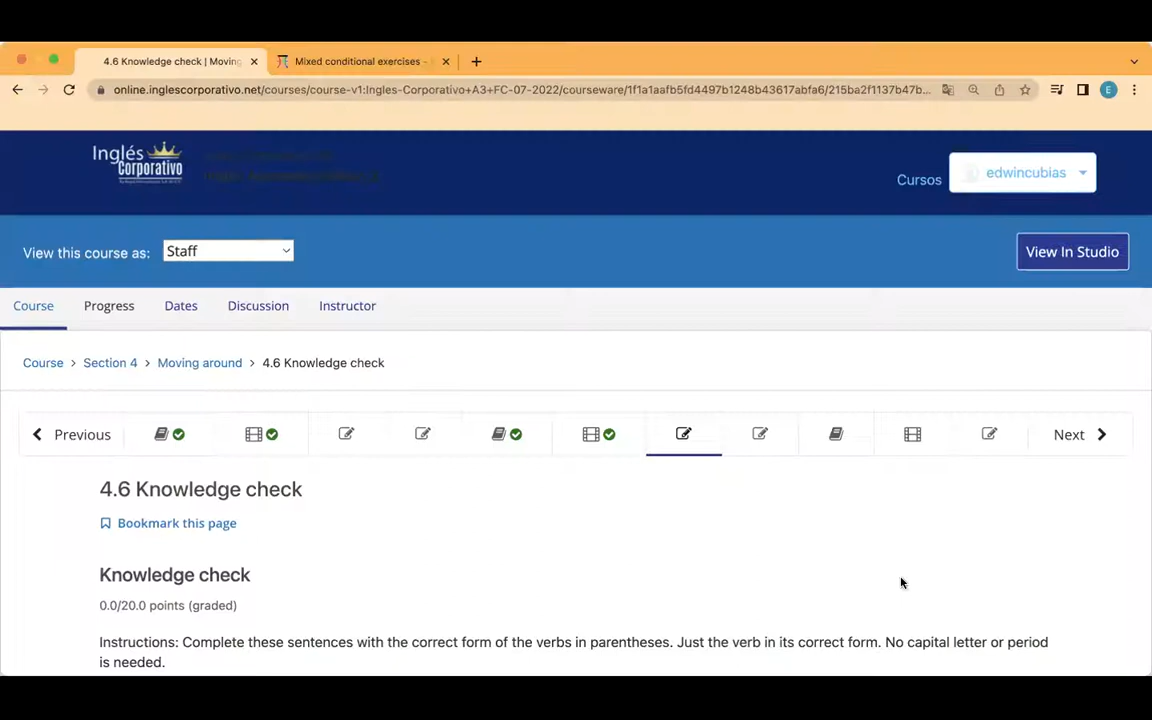 4.6 Knowledge check | Moving
Mixed conditional exercises -
online.inglescorporativo.net/courses/course-v1:Ingles-Corporativo+A3+FC-07-2022/courseware/1f1a1aafb5fd4497b1248b43617abfa6/215ba2f1137b47b...
E
Inglés
Corporativo
Cursos
edwincubias
View this course as:
Staff
View In Studio
Course
Progress
Dates
Discussion
Instructor
Course > Section 4 > Moving around > 4.6 Knowledge check
Previous
Next
4.6 Knowledge check
Bookmark this page
Knowledge check
0.0/20.0 points (graded)
Instructions: Complete these sentences with the correct form of the verbs in parentheses. Just the verb in its correct form. No capital letter or period
is needed.